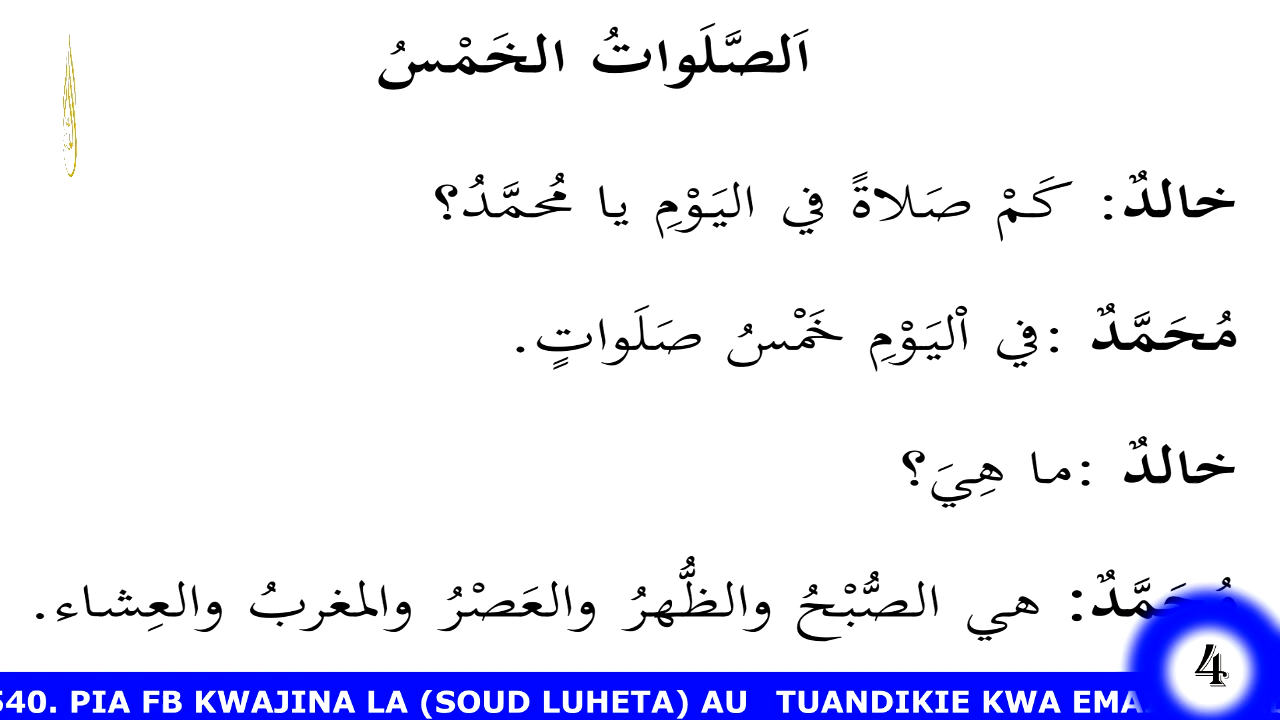 اَلصَّلَواتُ الخَمْسُ
خالدٌ: كَمْ صَلاةً في اليَوْمِ يا مُحمَّدُ؟
مُحَمَّدٌ :في اْليَوْمِ خَمْسُ صَلَواتٍ.
خالدٌ :ما هِيَ؟
مُحَمَّدٌ: هي الصُّبْحُ والظُّهرُ والعَصْرُ والمغربُ والعِشاء.
540. PIA FB KWAJINA LA (SOUD LUHETA) AU TUANDIKIE KWA
4